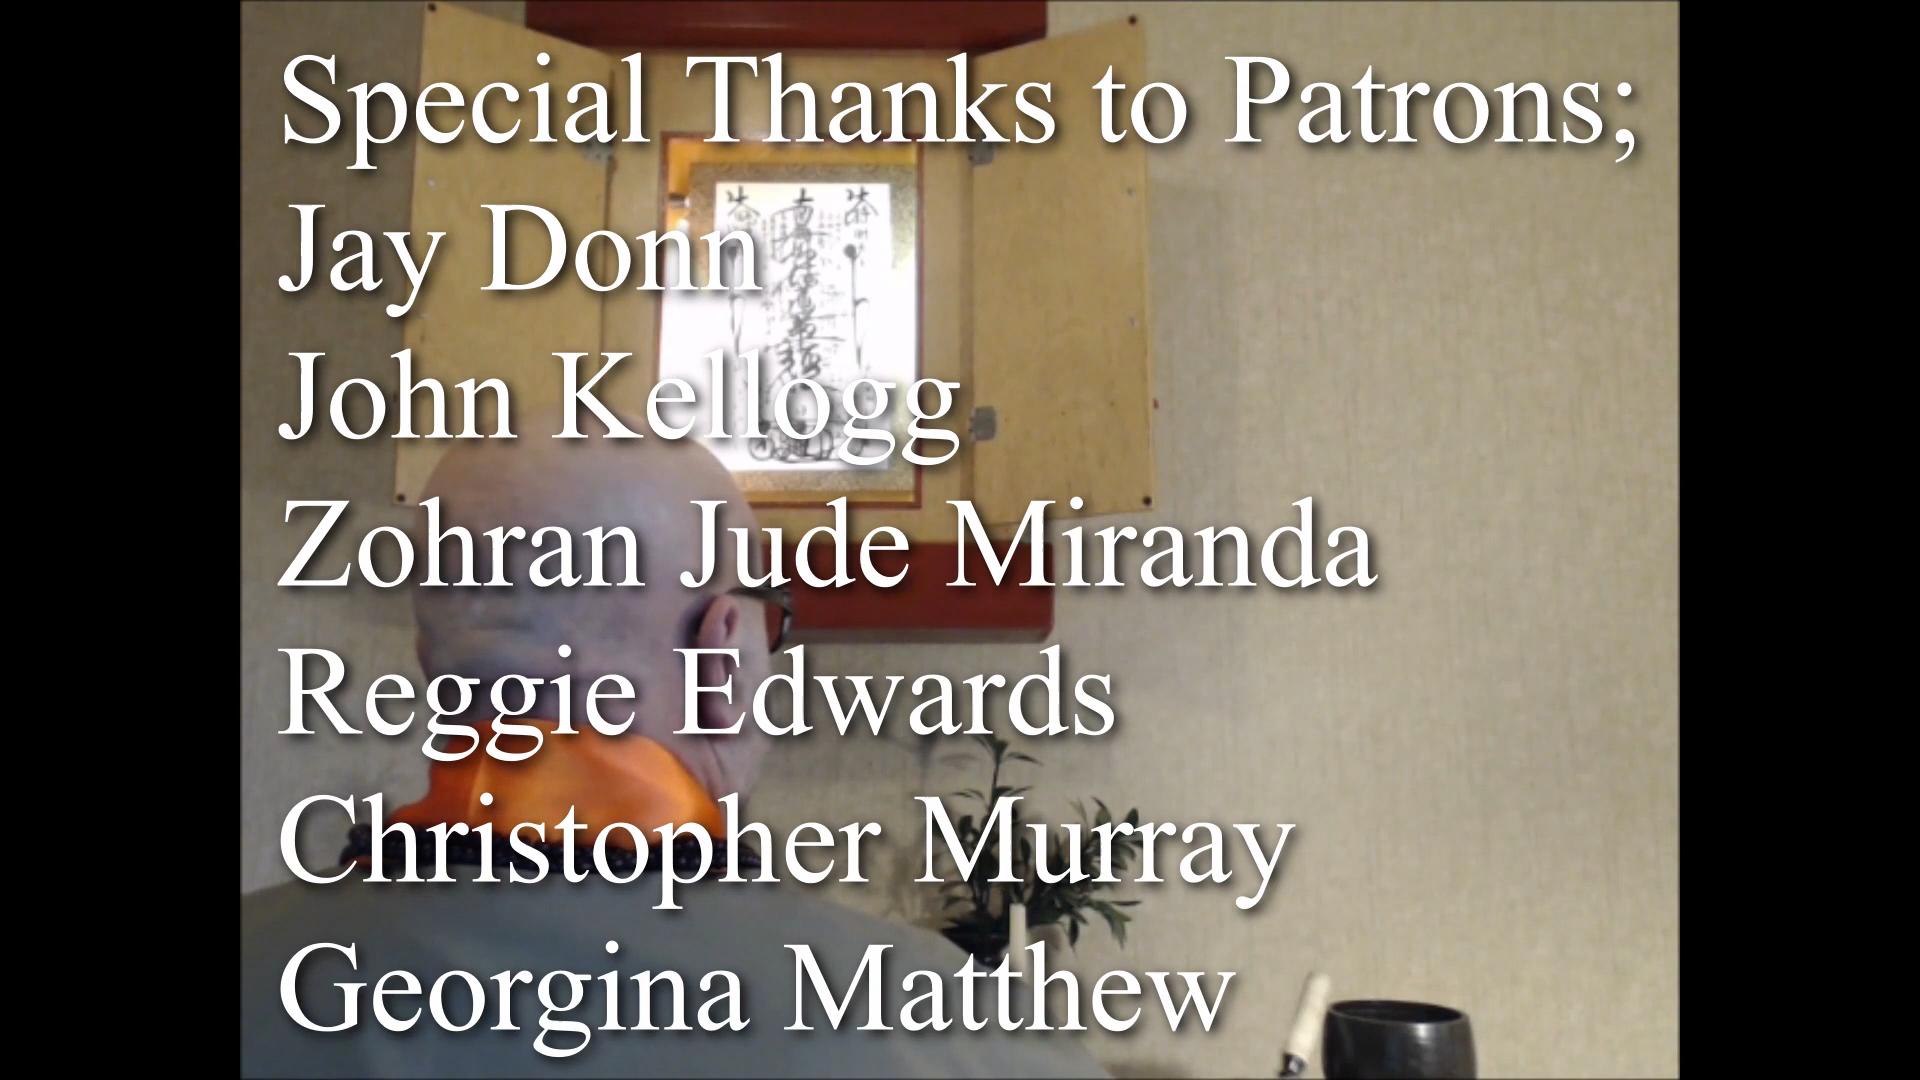 Special Thanks to Patrons;
Jay Donn
John Kellogg
Zohran Jude Miranda
Reggie Edwards
Christopher Murray
Georgina Matthew